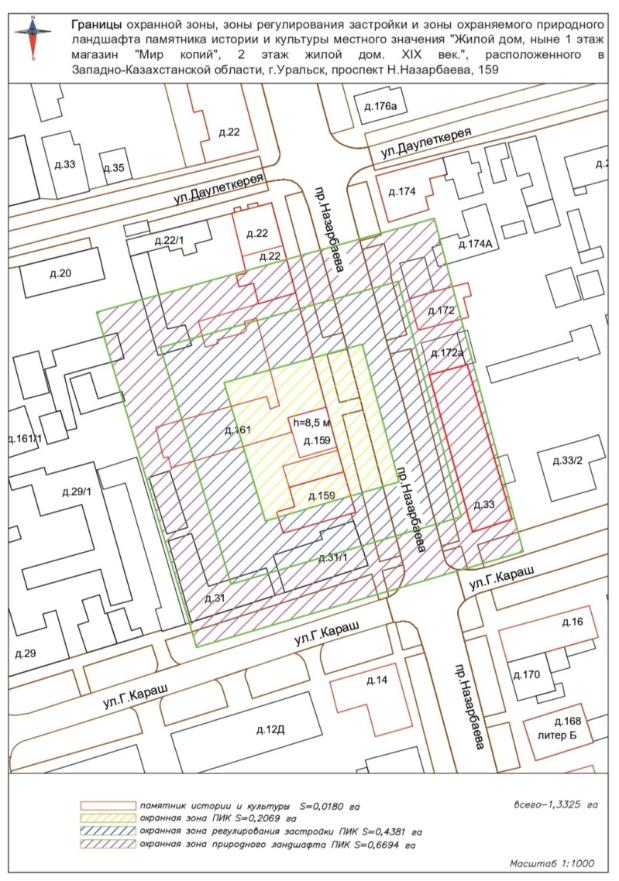 Границы охранной зоны, зоны регулирования застройки и зоны охраняемого природного
ландшафта памятника истории и культуры местного значения "Жилой дом, ныне 1 этаж
магазин "Мир копий", 2 этаж жилой дом. XIX век.", расположенного в
Западно-Казахстанской области, г.Уральск, проспект Н.Назарбаева, 159
д.176а
д.22
ул.Даулеткерея
д.33
д.35
ул.Даулеткерея
д.174
пр.Назарбаева
д.22
д.22/1
д.22
д.174А
д.20
д.172
д.172а
h=8,5 м
д.161
д.159
д.161/1
д.33/2
д.29/1
д.159
д.33
пр.Назарбаева
д.31/1
ул.Г.Караш
д.31
д.16
ул.Г.Караш
д.29
д.170
д.14
ул.Г.Караш
пр.Назарбаева
д.168
литер Б
д.12Д
памятник истории и культуры S=0,0180 га
всего-1,3325 га
охранная зона ПИК S=0,2069 га
охранная зона регулирования застройки ПИК S=0,4381 га
охранная зона природного ландшафта ПИК S=0,6694 га
Масштаб 1:1000